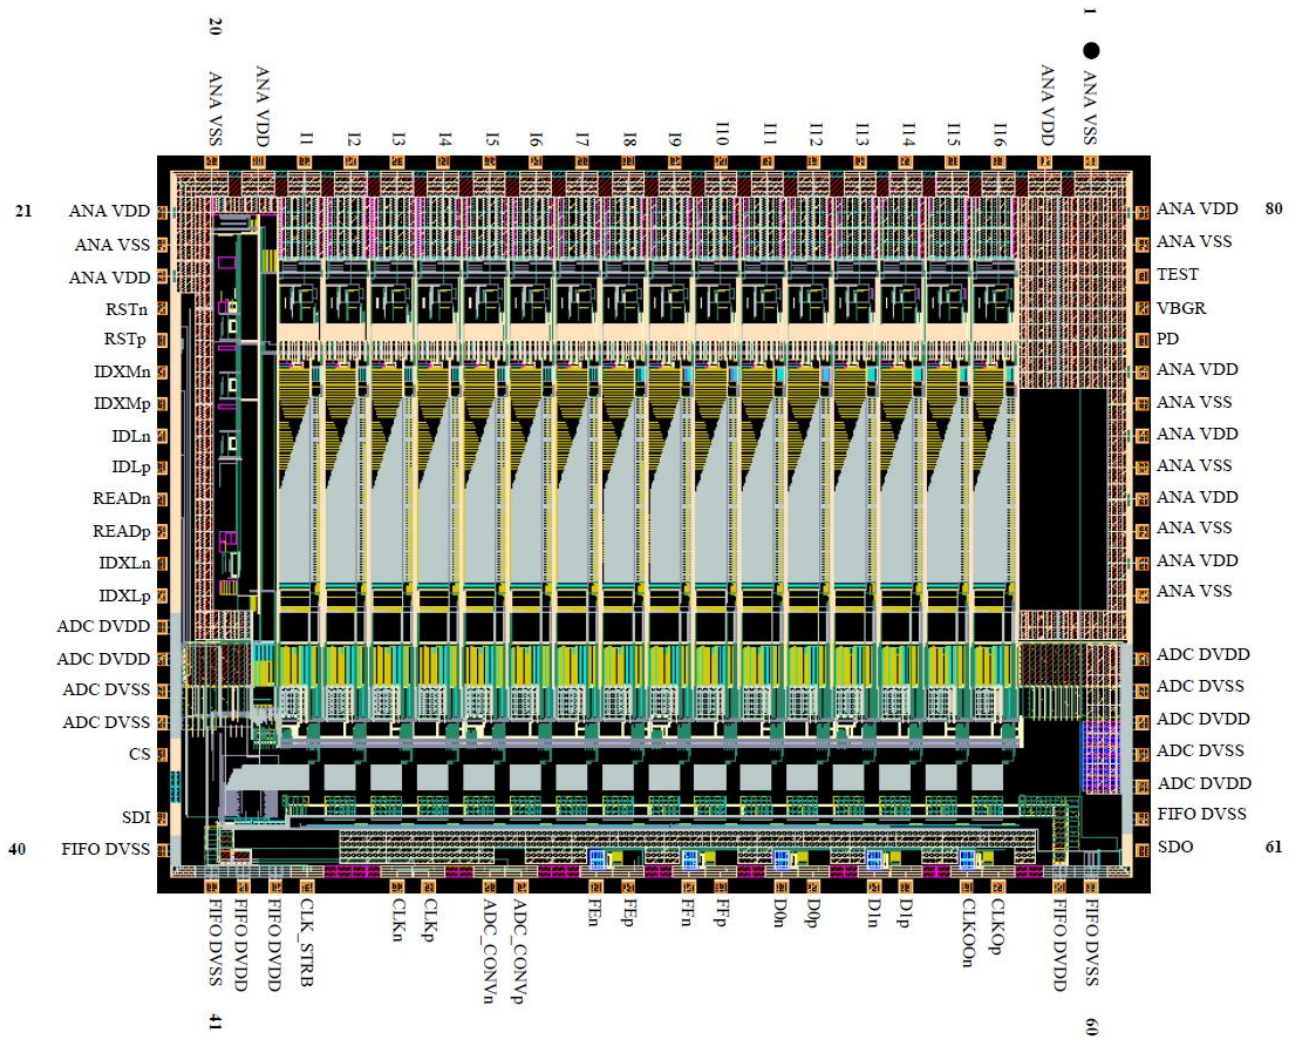 20
1
ANA VSS
ANA VDD
I1
I2
I3
I4
I5
I6
I7
I8
I9
I10
I11
I12
I13
I14
I15
I16
ANA VDD
ANA VSS
21
ANA VDD
ANA VSS
ANA VDD
RSTn
RSTp
IDXMn
IDXMp
IDLn
IDLp
READn
READp
IDXLn
IDXLp
ADC DVDD
ADC DVDD
ADC DVSS
ADC DVSS
CS
SDI
40
FIFO DVSS
ANA VDD
80
ANA VSS
TEST
VBGR
PD
ANA VDD
ANA VSS
ANA VDD
ANA VSS
ANA VDD
ANA VSS
ANA VDD
ANA VSS
ADC DVDD
ADC DVSS
ADC DVDD
ADC DVSS
ADC DVDD
FIFO DVSS
SDO
61
FIFO DVSS
FIFO DVDD
FIFO DVDD
CLK_STRB
CLKn
CLKp
ADC_CONVn
ADC_CONVp
FEn
FEp
FFn
FFp
D0n
D0p
D1n
D1p
CLKOOn
CLKOp
FIFO DVDD
FIFO DVSS
41
60